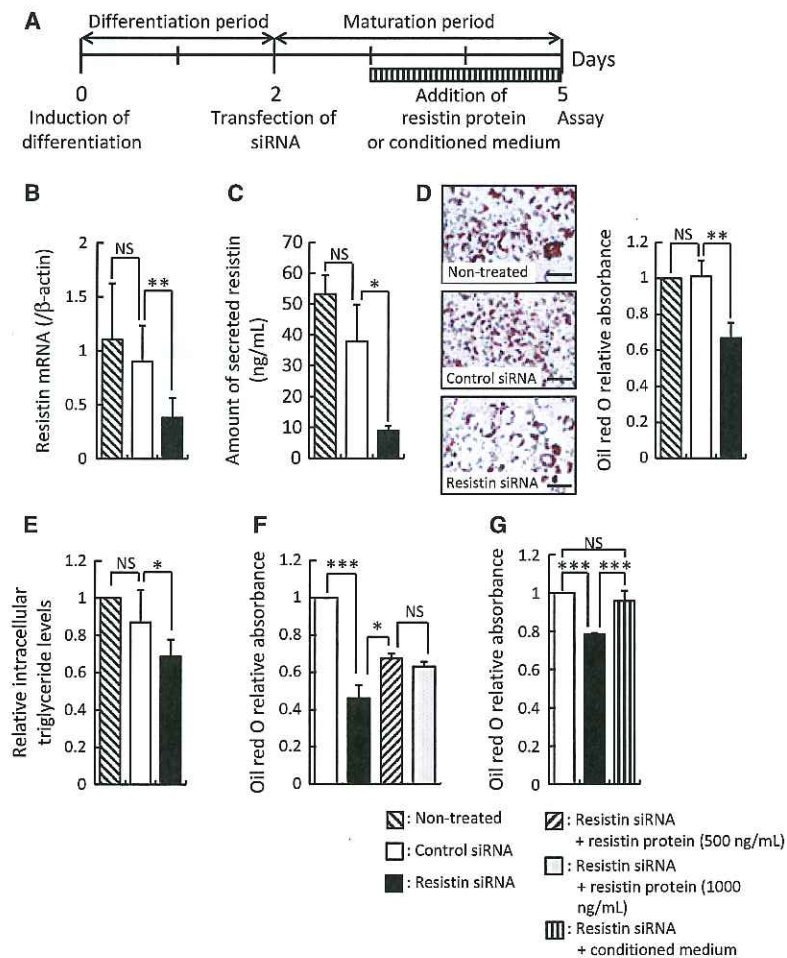 A
Differentiation period
Maturation period
Days
0
2
5
Induction of
differentiation
Transfection of
siRNA
Addition of
resistin protein
or conditioned medium
Assay
B
Resistin mRNA (/β-actin)
2
1.5
1
0.5
0
NS
**
C
Amount of secreted resistin
(ng/mL)
70
60
50
40
30
20
10
0
NS
*
D
Non-treated
Control siRNA
Resistin siRNA
Oil red O relative absorbance
1.2
1
0.8
0.6
0.4
0.2
0
NS
**
E
Relative intracellular
triglyceride levels
1.2
1
0.8
0.6
0.4
0.2
0
NS
*
F
Oil red O relative absorbance
1.2
1
0.8
0.6
0.4
0.2
0
***
*
NS
G
Oil red O relative absorbance
1.2
1
0.8
0.6
0.4
0.2
0
NS
***
***
: Non-treated
: Control siRNA
: Resistin siRNA
: Resistin siRNA
+ resistin protein (500 ng/mL)
: Resistin siRNA
+ resistin protein (1000
ng/mL)
: Resistin siRNA
+ conditioned medium